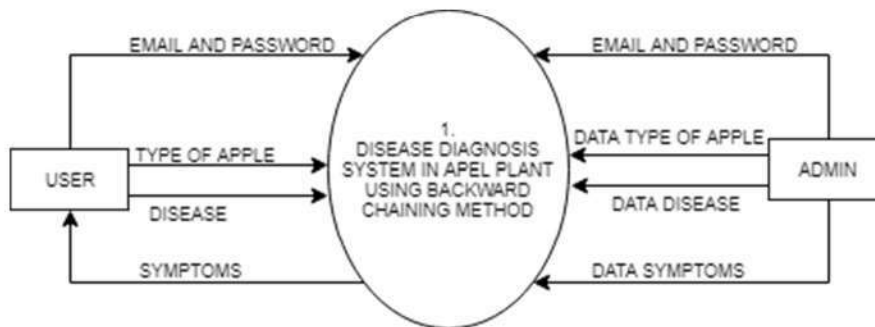 EMAIL AND PASSWORD
EMAIL AND PASSWORD
1.
DISEASE DIAGNOSIS
SYSTEM IN APEL PLANT
USING BACKWARD
CHAINING METHOD
USER
TYPE OF APPLE
DISEASE
SYMPTOMS
DATA TYPE OF APPLE
DATA DISEASE
DATA SYMPTOMS
ADMIN